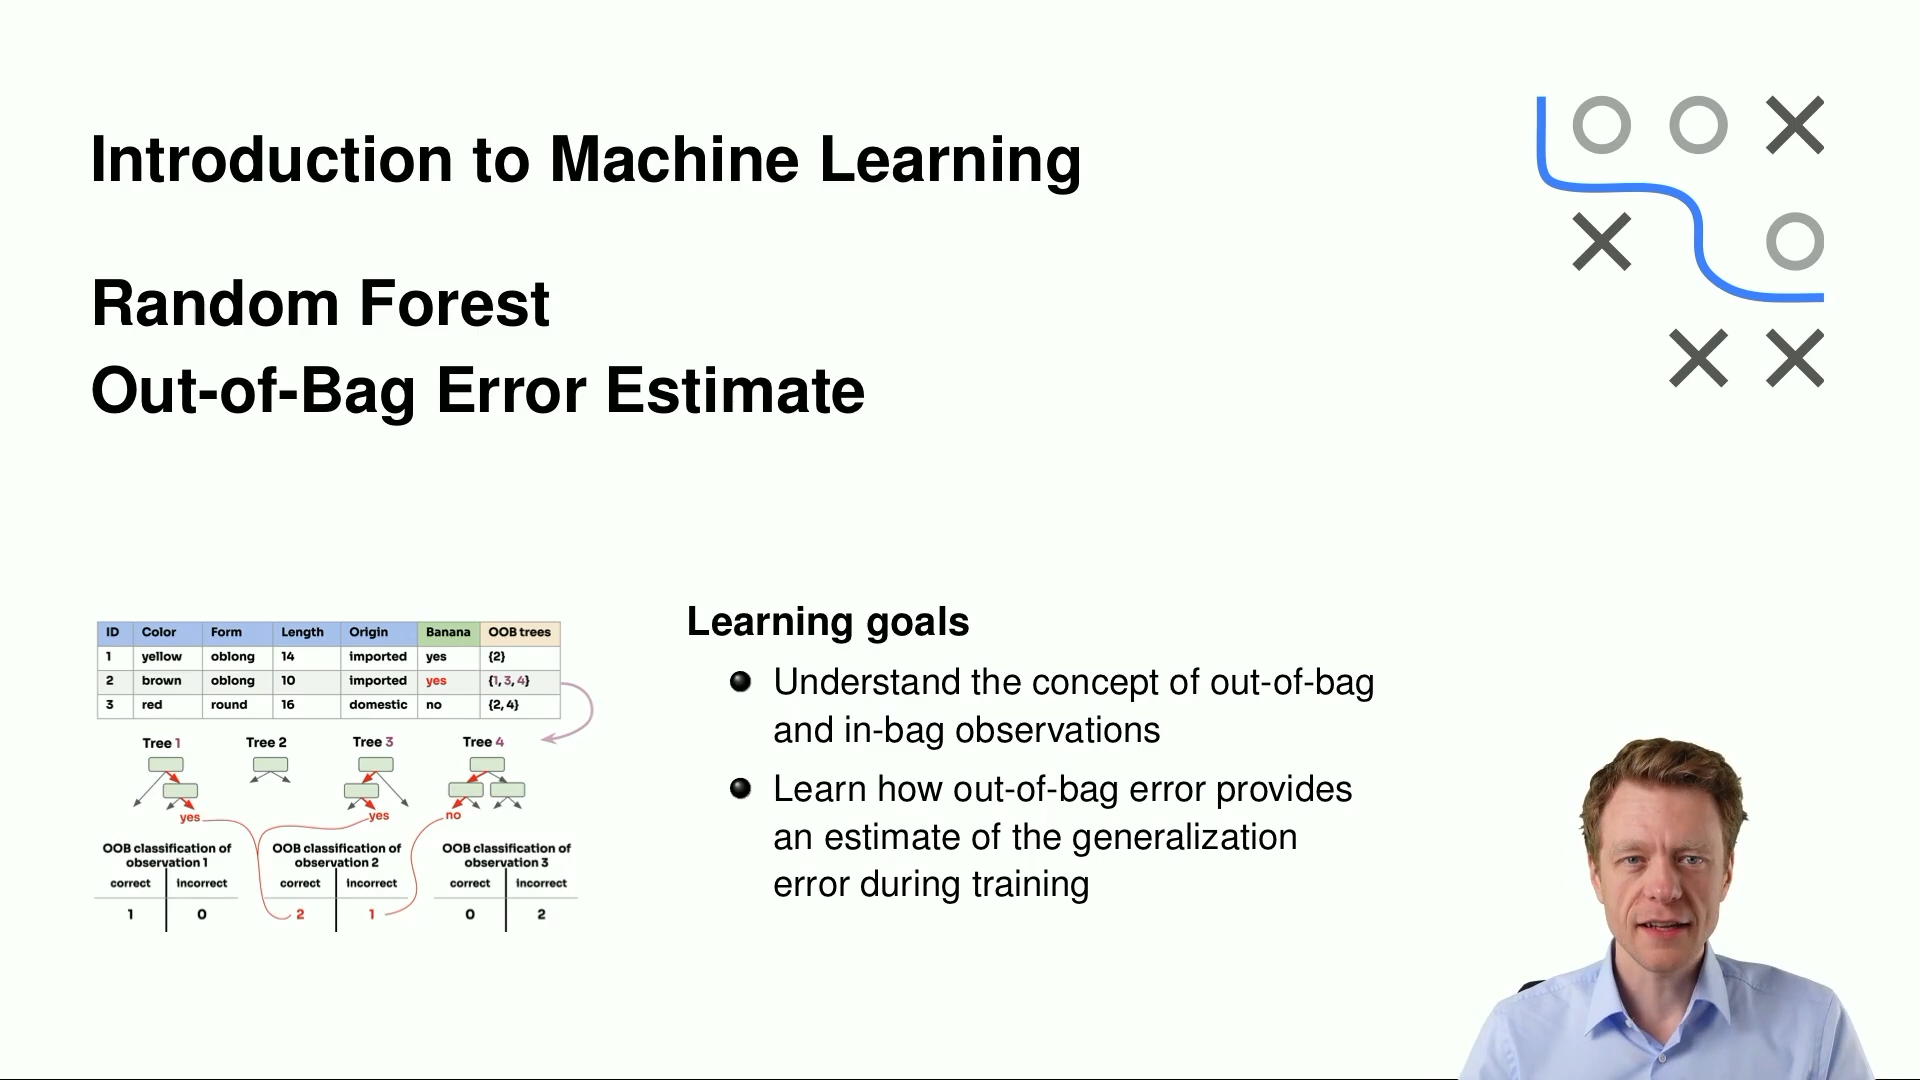 Introduction to Machine Learning
Random Forest
Out-of-Bag Error Estimate
ID Color Form Length Origin Banana OOB trees
1 yellow oblong 14 imported yes {2}
2 brown oblong 10 imported yes {1, 3, 4}
3 red round 16 domestic no {2, 4}
Tree 1 Tree 2 Tree 3 Tree 4
yes yes no
OOB classification of OOB classification of OOB classification of
observation 1 observation 2 observation 3
correct incorrect correct incorrect correct incorrect
1 0 2 1 0 2
Learning goals
Understand the concept of out-of-bag
and in-bag observations
Learn how out-of-bag error provides
an estimate of the generalization
error during training